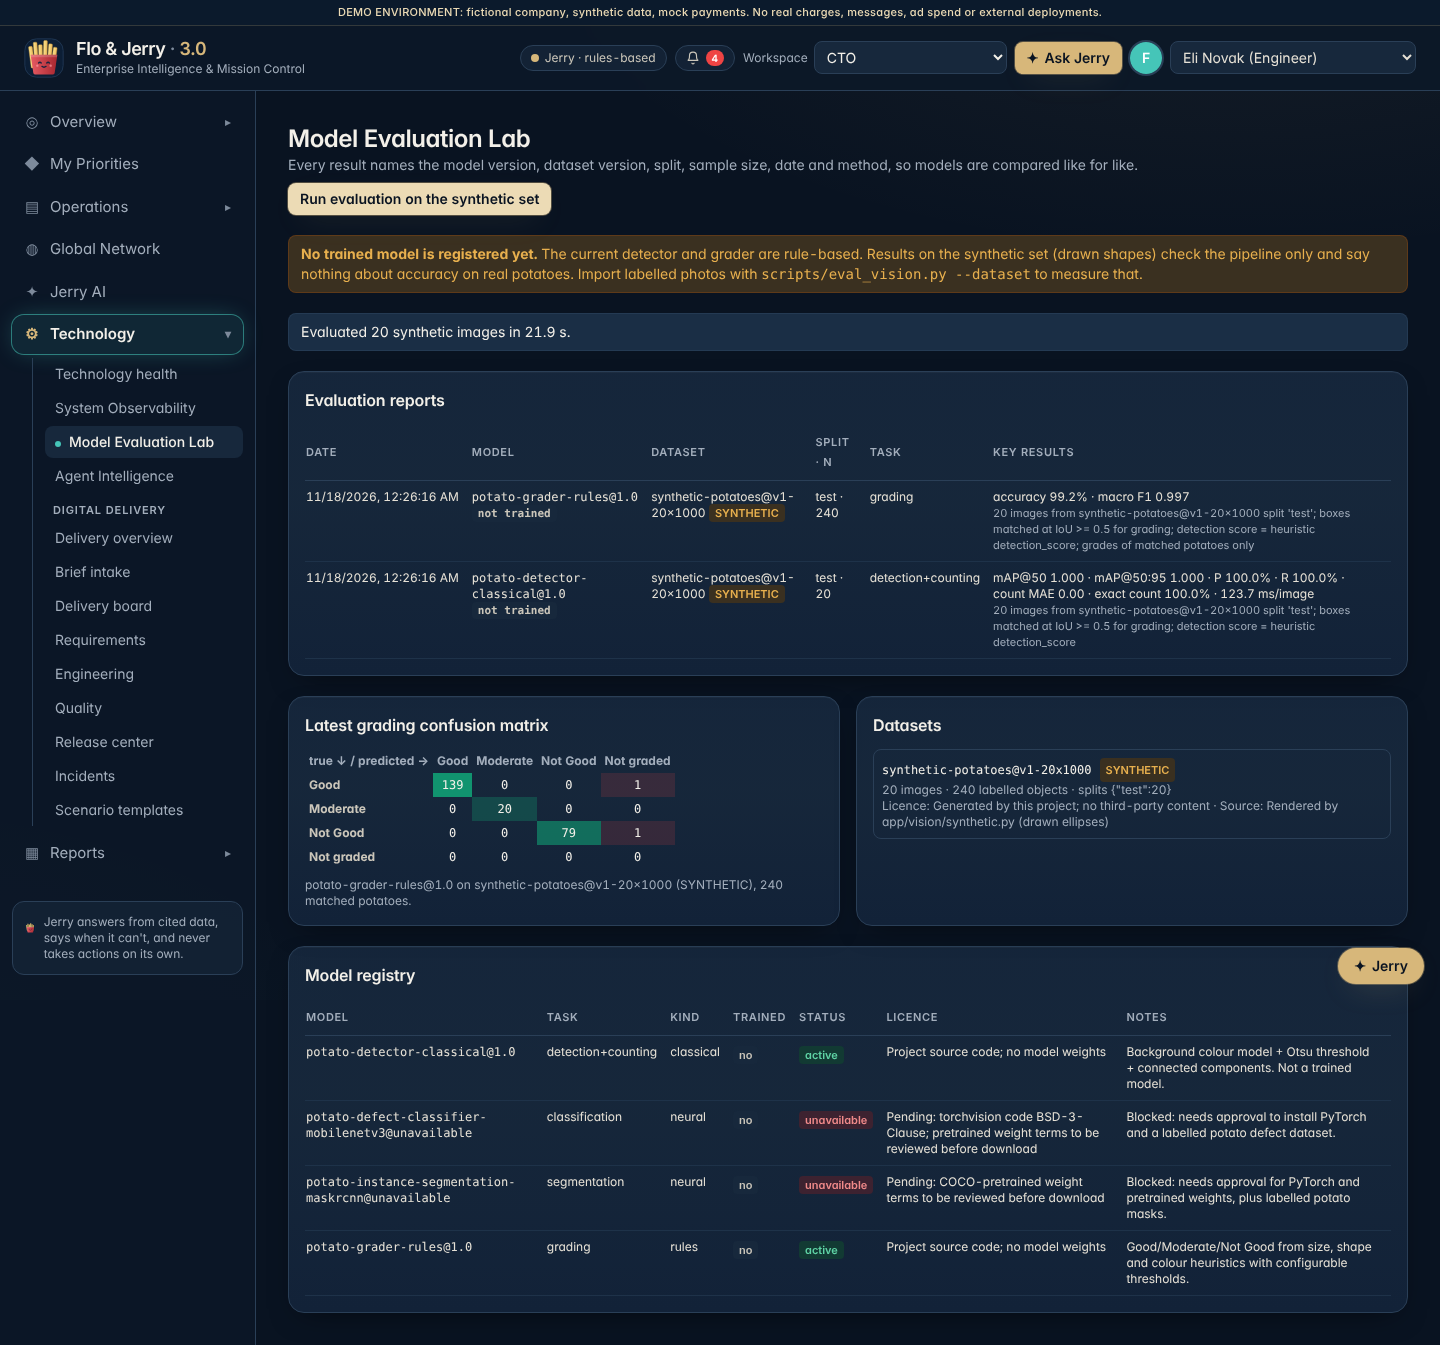 DEMO ENVIRONMENT: fictional company, synthetic data, mock payments. No real charges, messages, ad spend or external deployments.
Flo & Jerry · 3.0
Enterprise Intelligence & Mission Control
Jerry · rules-based
4
Workspace
CTO
✦ Ask Jerry
F
Eli Novak (Engineer)
Overview
My Priorities
Operations
Global Network
Jerry AI
Technology
Technology health
System Observability
Model Evaluation Lab
Agent Intelligence
DIGITAL DELIVERY
Delivery overview
Brief intake
Delivery board
Requirements
Engineering
Quality
Release center
Incidents
Scenario templates
Reports
Jerry answers from cited data,
says when it can't, and never
takes actions on its own.
Model Evaluation Lab
Every result names the model version, dataset version, split, sample size, date and method, so models are compared like for like.
Run evaluation on the synthetic set
No trained model is registered yet. The current detector and grader are rule-based. Results on the synthetic set (drawn shapes) check the pipeline only and say
nothing about accuracy on real potatoes. Import labelled photos with scripts/eval_vision.py --dataset to measure that.
Evaluated 20 synthetic images in 21.9 s.
Evaluation reports
DATE MODEL DATASET SPLIT · N TASK KEY RESULTS
11/18/2026, 12:26:16 AM potato-grader-rules@1.0 synthetic-potatoes@v1- test · grading accuracy 99.2% · macro F1 0.997
not trained 20x1000 SYNTHETIC 240 20 images from synthetic-potatoes@v1-20x1000 split 'test'; boxes
matched at IoU >= 0.5 for grading; detection score = heuristic
detection_score; grades of matched potatoes only
11/18/2026, 12:26:16 AM potato-detector- synthetic-potatoes@v1- test · detection+counting mAP@50 1.000 · mAP@50:95 1.000 · P 100.0% · R 100.0% ·
classical@1.0 20x1000 SYNTHETIC 20 count MAE 0.00 · exact count 100.0% · 123.7 ms/image
not trained 20 images from synthetic-potatoes@v1-20x1000 split 'test'; boxes
matched at IoU >= 0.5 for grading; detection score = heuristic
detection_score
Latest grading confusion matrix
true ↓ / predicted → Good Moderate Not Good Not graded
Good 139 0 0 1
Moderate 0 20 0 0
Not Good 0 0 79 1
Not graded 0 0 0 0
potato-grader-rules@1.0 on synthetic-potatoes@v1-20x1000 (SYNTHETIC), 240
matched potatoes.
Datasets
synthetic-potatoes@v1-20x1000 SYNTHETIC
20 images · 240 labelled objects · splits {"test":20}
Licence: Generated by this project; no third-party content · Source: Rendered by
app/vision/synthetic.py (drawn ellipses)
✦ Jerry
Model registry
MODEL TASK KIND TRAINED STATUS LICENCE NOTES
potato-detector-classical@1.0 detection+counting classical no active Project source code; no model weights Background colour model + Otsu threshold
+ connected components. Not a trained
model.
potato-defect-classifier- classification neural no unavailable Pending: torchvision code BSD-3- Blocked: needs approval to install PyTorch
mobilenetv3@unavailable Clause; pretrained weight terms to be and a labelled potato defect dataset.
reviewed before download
potato-instance-segmentation- segmentation neural no unavailable Pending: COCO-pretrained weight Blocked: needs approval for PyTorch and
maskrcnn@unavailable terms to be reviewed before download pretrained weights, plus labelled potato
masks.
potato-grader-rules@1.0 grading rules no active Project source code; no model weights Good/Moderate/Not Good from size, shape
and colour heuristics with configurable
thresholds.